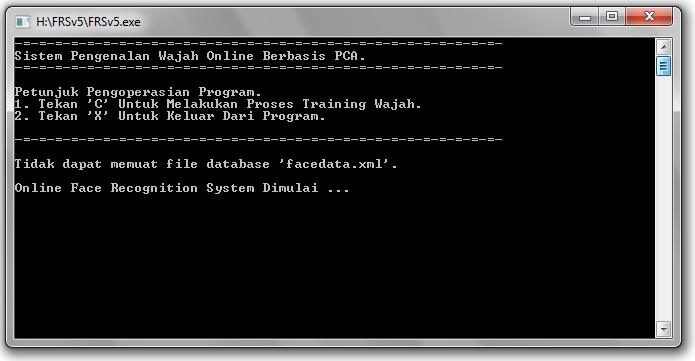 H:\FRSv5\FRSv5.exe
-=-=-=-=-=-=-=-=-=-=-=-=-=-=-=-=-=-=-=-=-=-=-=-=-=-=-=-=-=-
Sistem Pengenalan Wajah Online Berbasis PCA.
-=-=-=-=-=-=-=-=-=-=-=-=-=-=-=-=-=-=-=-=-=-=-=-=-=-=-=-=-=-
Petunjuk Pengoperasian Program.
1. Tekan 'C' Untuk Melakukan Proses Training Wajah.
2. Tekan 'X' Untuk Keluar Dari Program.
-=-=-=-=-=-=-=-=-=-=-=-=-=-=-=-=-=-=-=-=-=-=-=-=-=-=-=-=-=-
Tidak dapat memuat file database 'facedata.xml'.
Online Face Recognition System Dimulai ...